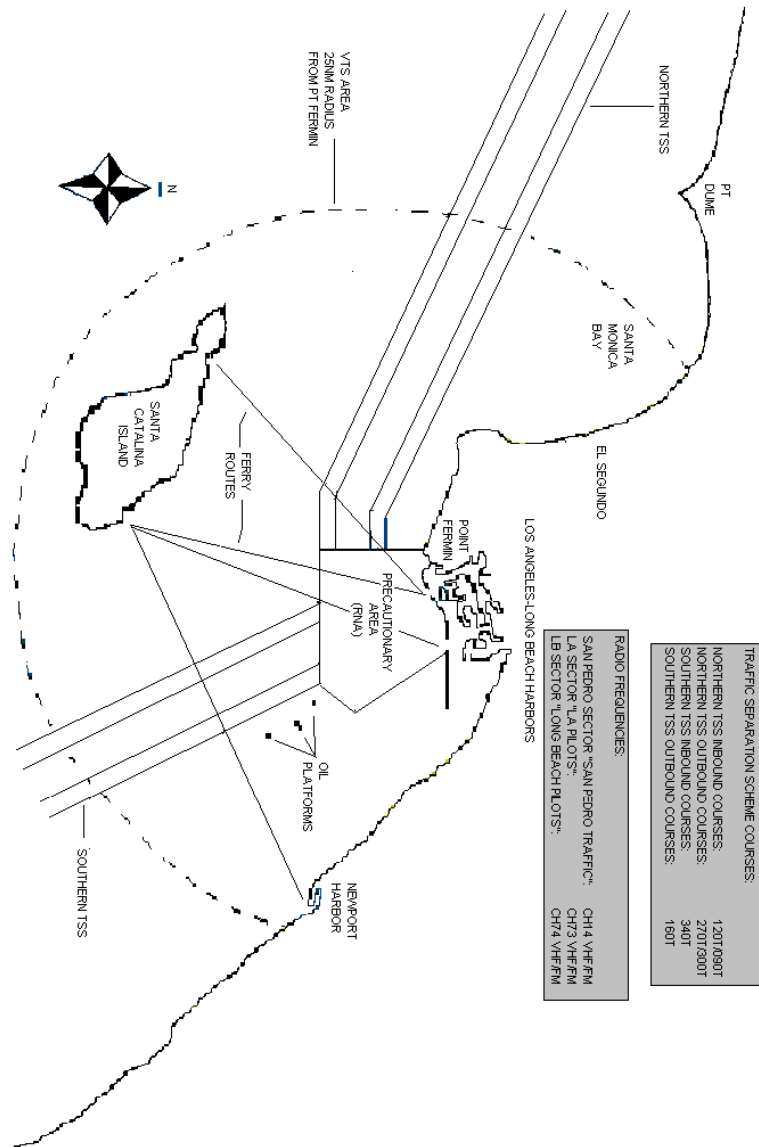 TRAFFIC SEPARATION SCHEME COURSES:
NORTHERN TSS INBOUND COURSES: 120T/090T
NORTHERN TSS OUTBOUND COURSES: 270T/300T
SOUTHERN TSS INBOUND COURSES: 340T
SOUTHERN TSS OUTBOUND COURSES: 160T
RADIO FREQUENCIES:
SAN PEDRO SECTOR "SAN PEDRO TRAFFIC": CH14 VHF/FM
LA SECTOR "LA PILOTS": CH73 VHF/FM
LB SECTOR "LONG BEACH PILOTS": CH74 VHF/FM
PT
DUME
NORTHERN TSS
SANTA
MONICA
BAY
EL SEGUNDO
LOS ANGELES-LONG BEACH HARBORS
POINT
FERMIN
VTS AREA
25NM RADIUS
FROM PT FERMIN
PRECAUTIONARY
AREA
(RNA)
NEWPORT
HARBOR
OIL
PLATFORMS
FERRY
ROUTES
N
SANTA
CATALINA
ISLAND
SOUTHERN TSS